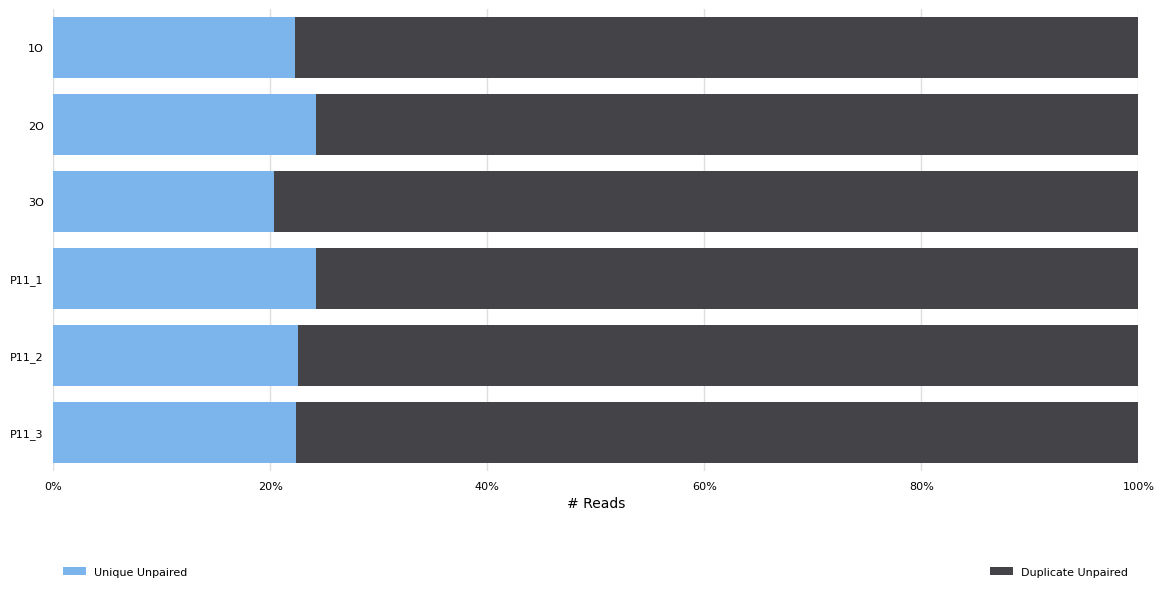 1O
2O
3O
P11_1
P11_2
P11_3
0% 20% 40% 60% 80% 100%
# Reads
Unique Unpaired Duplicate Unpaired